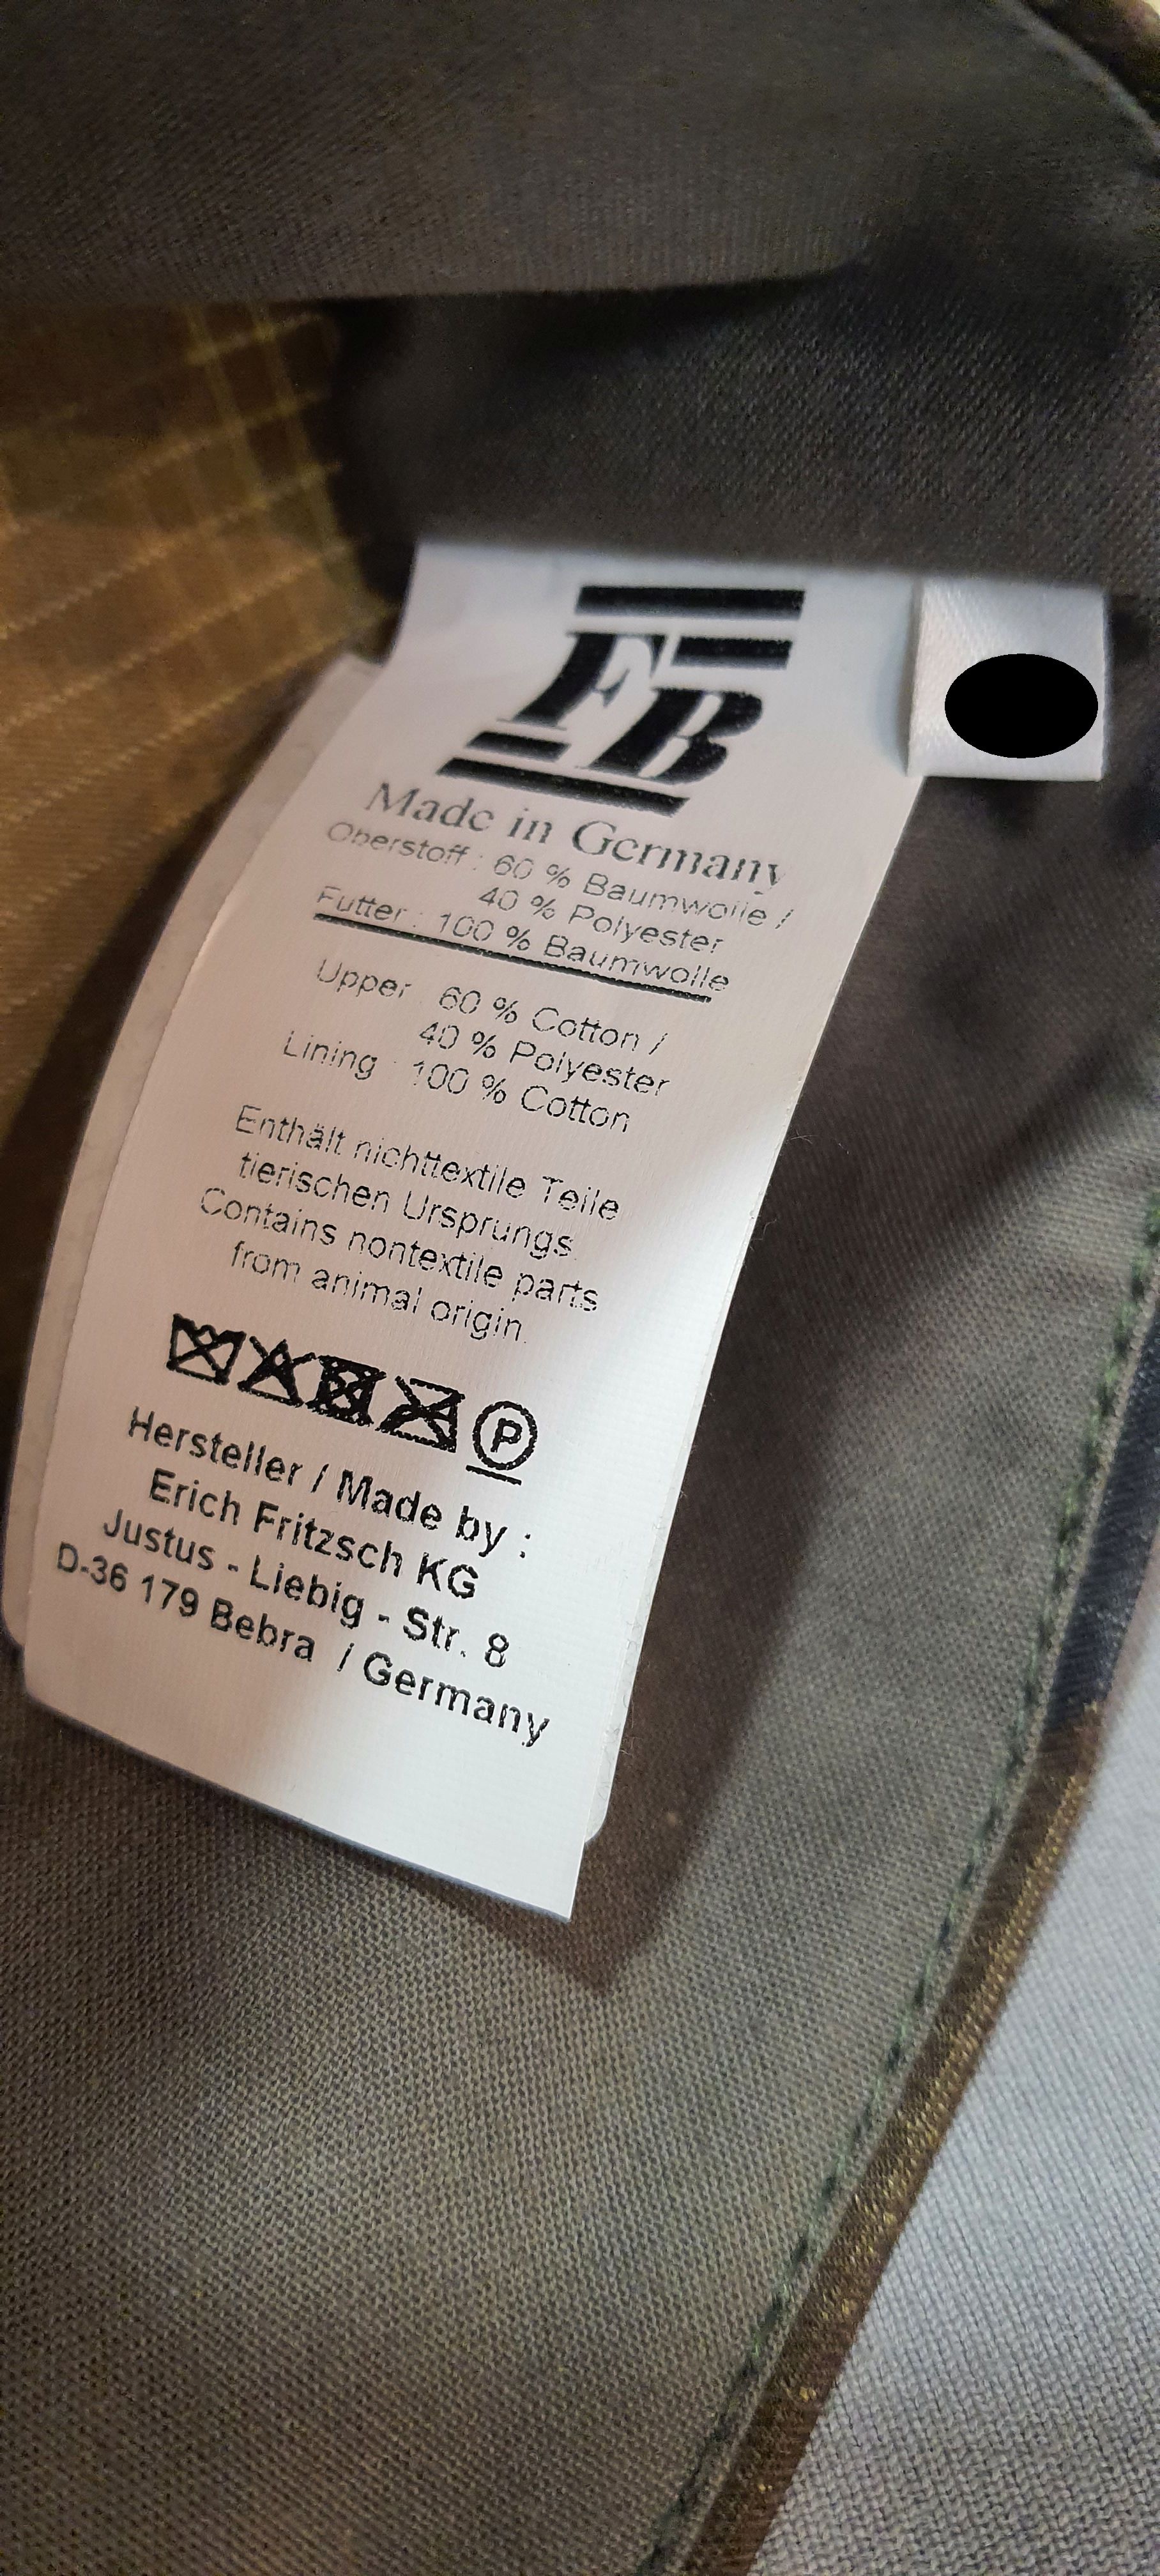 FB
Made in Germany
Oberstoff : 60 % Baumwolle /
40 % Polyester
Futter : 100 % Baumwolle
Upper : 60 % Cotton /
40 % Polyester
Lining : 100 % Cotton
Enthält nichttextile Teile
tierischen Ursprungs.
Contains nontextile parts
from animal origin.
P
Hersteller / Made by :
Erich Fritzsch KG
Justus - Liebig - Str. 8
D-36 179 Bebra / Germany